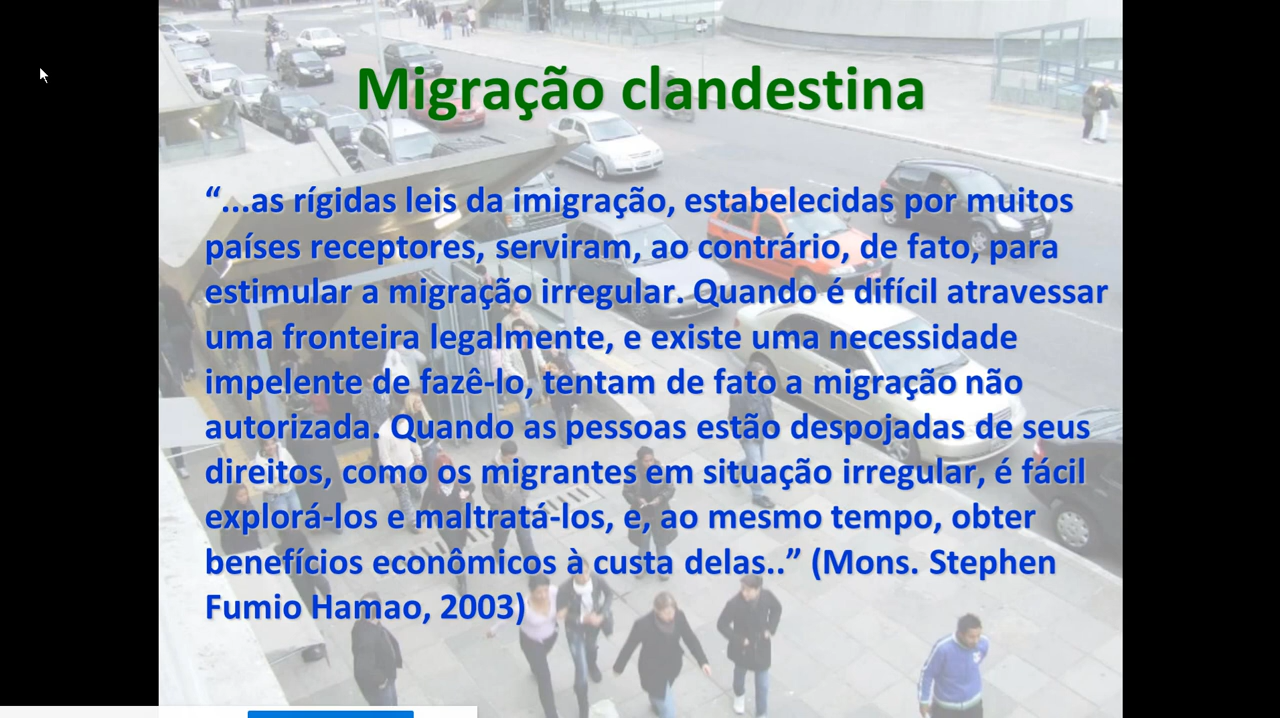 Migração clandestina
“...as rígidas leis da imigração, estabelecidas por muitos
países receptores, serviram, ao contrário, de fato, para
estimular a migração irregular. Quando é difícil atravessar
uma fronteira legalmente, e existe uma necessidade
impelente de fazê-lo, tentam de fato a migração não
autorizada. Quando as pessoas estão despojadas de seus
direitos, como os migrantes em situação irregular, é fácil
explorá-los e maltratá-los, e, ao mesmo tempo, obter
benefícios econômicos à custa delas..” (Mons. Stephen
Fumio Hamao, 2003)